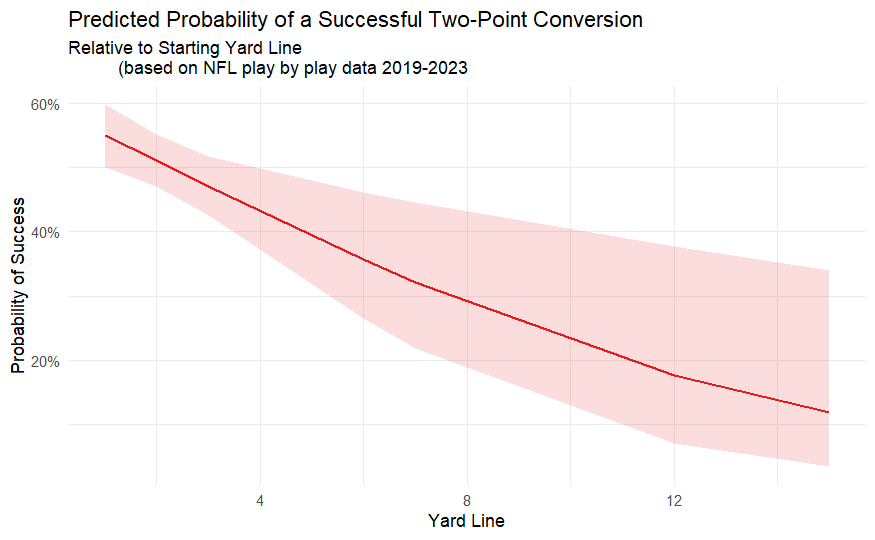 Predicted Probability of a Successful Two-Point Conversion
Relative to Starting Yard Line
(based on NFL play by play data 2019-2023
60%
40%
20%
Probability of Success
4 8 12
Yard Line